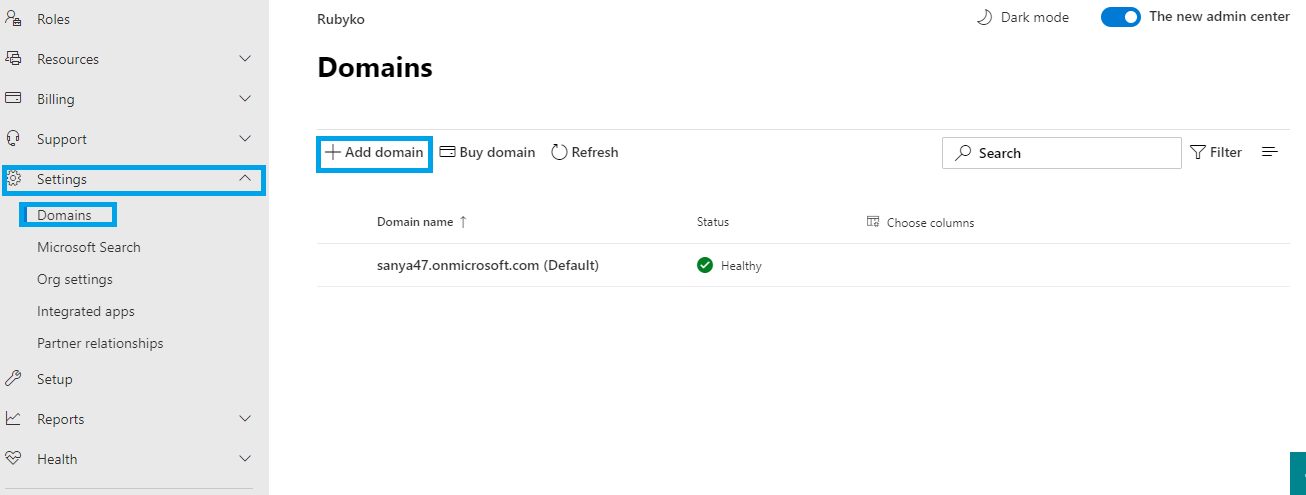 Roles
Resources
Billing
Support
Settings
Domains
Microsoft Search
Org settings
Integrated apps
Partner relationships
Setup
Reports
Health
Rubyko
Dark mode
The new admin center
Domains
Add domain
Buy domain
Refresh
Search
Filter
Domain name ↑
Status
Choose columns
sanya47.onmicrosoft.com (Default)
Healthy